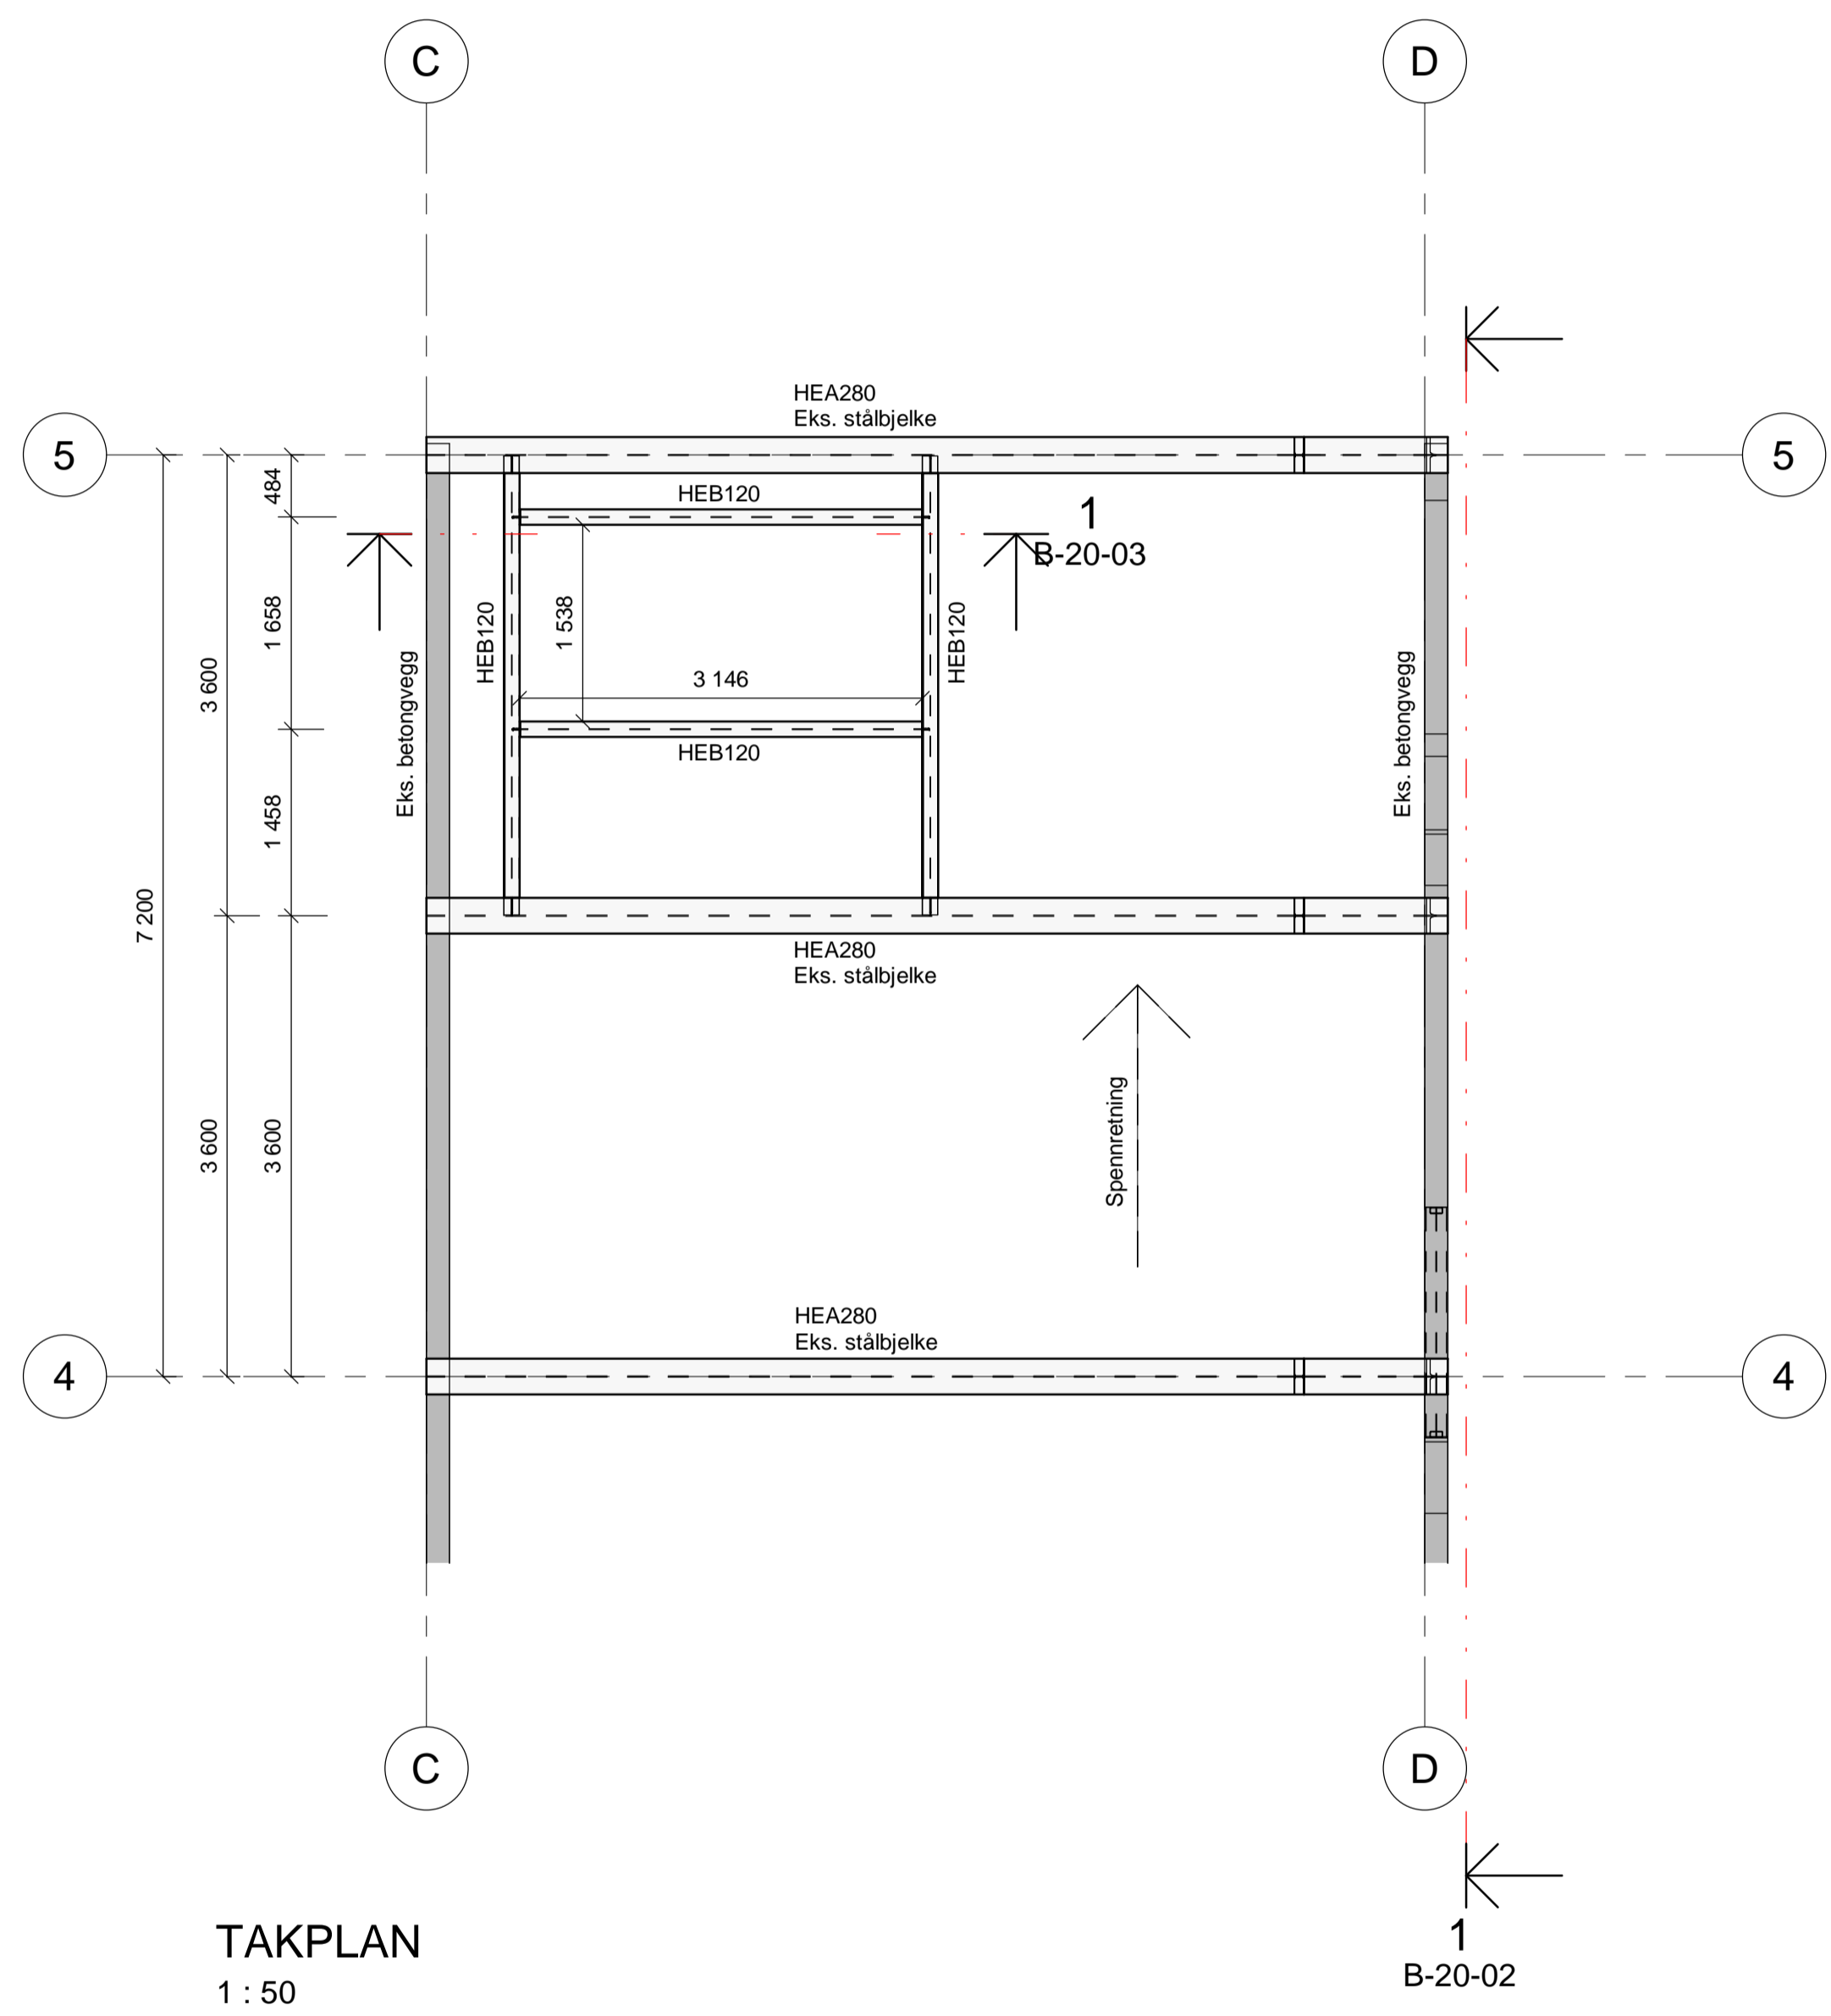 C
D
HEA280
Eks. stålbjelke
5
5
484
HEB120
1
B-20-03
1 658
HEB120
1 538
HEB120
3 600
3 146
Eks. betongvegg
Eks. betongvegg
HEB120
1 458
7 200
HEA280
Eks. stålbjelke
3 600
3 600
Spennretning
HEA280
Eks. stålbjelke
4
4
C
D
TAKPLAN
1 : 50
1
B-20-02